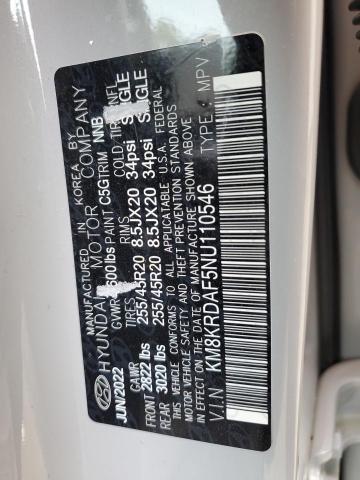 MANUFACTURED IN KOREA BY
HYUNDAI MOTOR COMPANY
JUN/2022 GVWR 600lbs PAINT C5G TRIM NNB
GAWR TIRES RIMS COLD, TIRE INFL
FRONT 2822 lbs 255/45R20 8.5JX20 34psi SINGLE
REAR 3020 lbs 255/45R20 8.5JX20 34psi SINGLE
THIS VEHICLE CONFORMS TO ALL APPLICABLE U.S.A. FEDERAL
MOTOR VEHICLE SAFETY AND THEFT PREVENTION STANDARDS IN
EFFECT ON THE DATE OF MANUFACTURE SHOWN ABOVE
V.I.N: KM8KRDAF5NU110546 TYPE : MPV